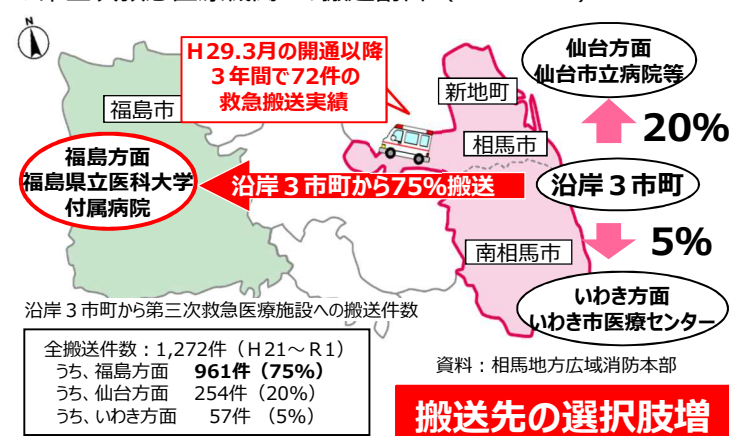 N
H29.3月の開通以降
3年間で72件の
救急搬送実績
福島市
新地町
相馬市
南相馬市
仙台方面
仙台市立病院等
20%
福島方面
福島県立医科大学
付属病院
沿岸3市町から75%搬送
沿岸3市町
5%
いわき方面
いわき市医療センター
沿岸3市町から第三次救急医療施設への搬送件数
全搬送件数：1,272件（H21～R1）
うち、福島方面 961件（75%）
うち、仙台方面 254件（20%）
うち、いわき方面 57件（5%）
資料：相馬地方広域消防本部
搬送先の選択肢増